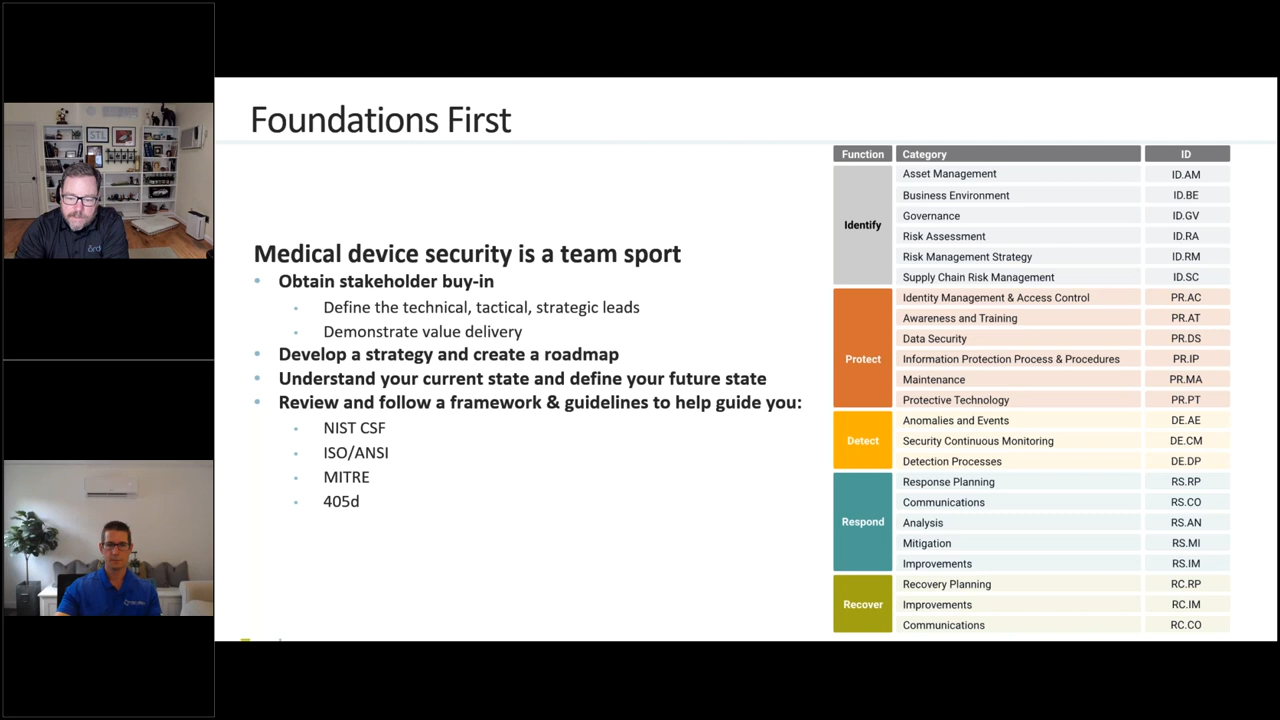 Foundations First
Medical device security is a team sport
• Obtain stakeholder buy-in
• Define the technical, tactical, strategic leads
• Demonstrate value delivery
• Develop a strategy and create a roadmap
• Understand your current state and define your future state
• Review and follow a framework & guidelines to help guide you:
• NIST CSF
• ISO/ANSI
• MITRE
• 405d
Function Category ID
Identify
Asset Management ID.AM
Business Environment ID.BE
Governance ID.GV
Risk Assessment ID.RA
Risk Management Strategy ID.RM
Supply Chain Risk Management ID.SC
Protect
Identity Management & Access Control PR.AC
Awareness and Training PR.AT
Data Security PR.DS
Information Protection Process & Procedures PR.IP
Maintenance PR.MA
Protective Technology PR.PT
Detect
Anomalies and Events DE.AE
Security Continuous Monitoring DE.CM
Detection Processes DE.DP
Respond
Response Planning RS.RP
Communications RS.CO
Analysis RS.AN
Mitigation RS.MI
Improvements RS.IM
Recover
Recovery Planning RC.RP
Improvements RC.IM
Communications RC.CO
STL